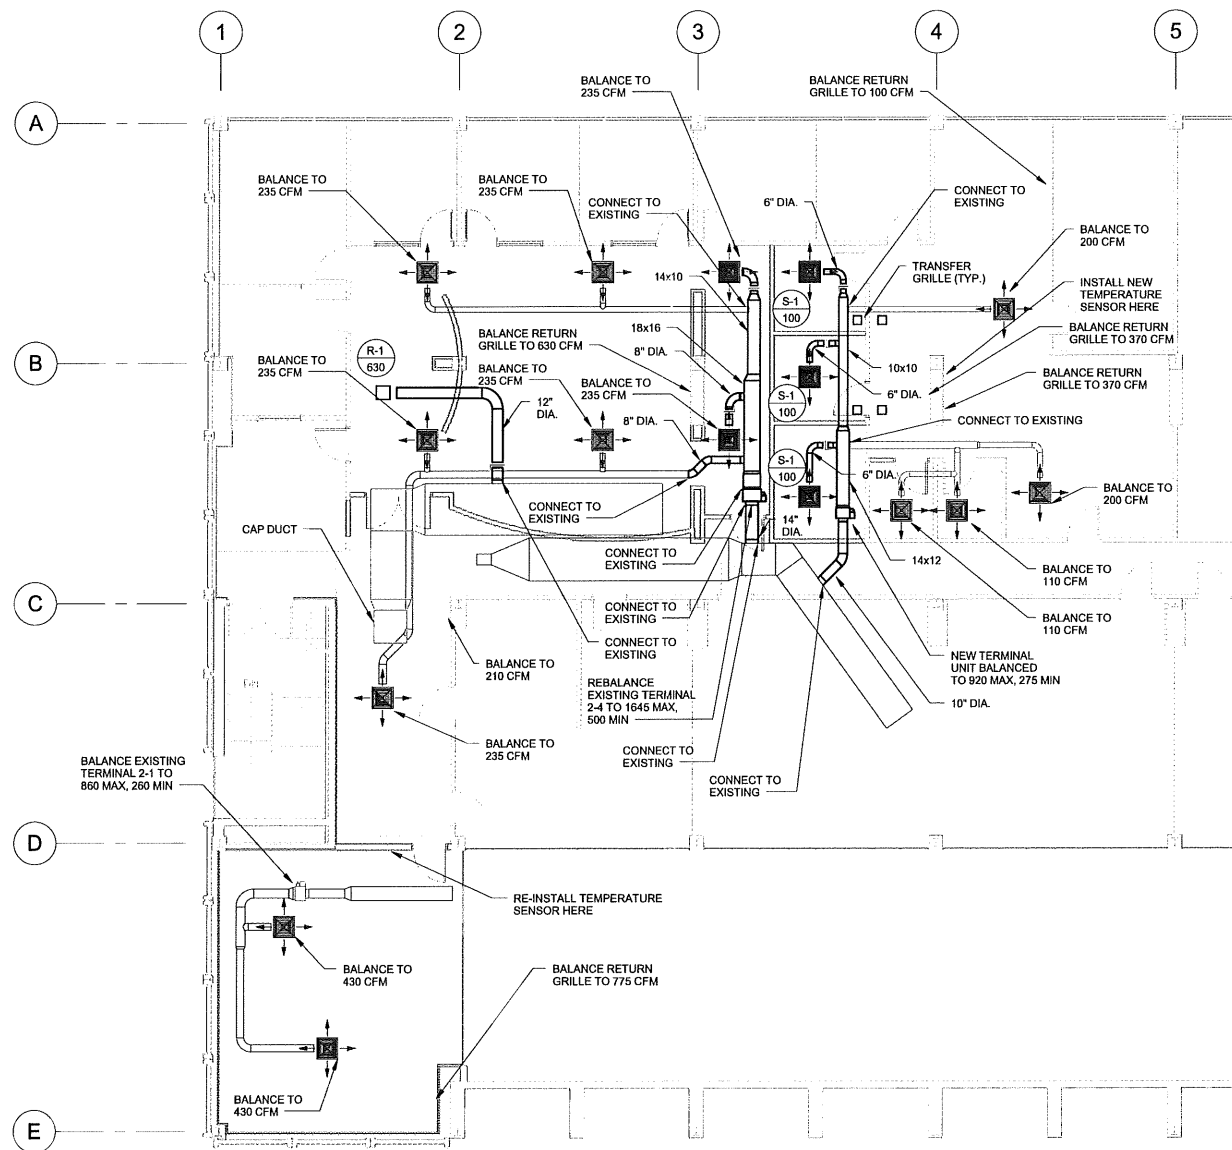 1
2
3
4
5
BALANCE TO
235 CFM
BALANCE RETURN
GRILLE TO 100 CFM
A
BALANCE TO
235 CFM
BALANCE TO
235 CFM
CONNECT TO
EXISTING
6" DIA.
CONNECT TO
EXISTING
BALANCE TO
200 CFM
14x10
TRANSFER
GRILLE (TYP.)
INSTALL NEW
TEMPERATURE
SENSOR HERE
S-1
100
18x16
BALANCE RETURN
GRILLE TO 630 CFM
BALANCE RETURN
GRILLE TO 370 CFM
B
R-1
630
8" DIA.
BALANCE TO
235 CFM
BALANCE TO
235 CFM
BALANCE TO
235 CFM
10x10
BALANCE RETURN
GRILLE TO 370 CFM
6" DIA.
12"
DIA.
S-1
100
8" DIA.
CONNECT TO EXISTING
S-1
100
6" DIA.
BALANCE TO
200 CFM
CONNECT TO
EXISTING
CAP DUCT
14"
DIA.
CONNECT TO
EXISTING
14x12
BALANCE TO
110 CFM
C
CONNECT TO
EXISTING
BALANCE TO
110 CFM
CONNECT TO
EXISTING
BALANCE TO
210 CFM
NEW TERMINAL
UNIT BALANCED
TO 920 MAX, 275 MIN
REBALANCE
EXISTING TERMINAL
2-4 TO 1645 MAX,
500 MIN
10" DIA.
BALANCE TO
235 CFM
CONNECT TO
EXISTING
BALANCE EXISTING
TERMINAL 2-1 TO
860 MAX, 260 MIN
CONNECT TO
EXISTING
D
RE-INSTALL TEMPERATURE
SENSOR HERE
BALANCE TO
430 CFM
BALANCE RETURN
GRILLE TO 775 CFM
BALANCE TO
430 CFM
E